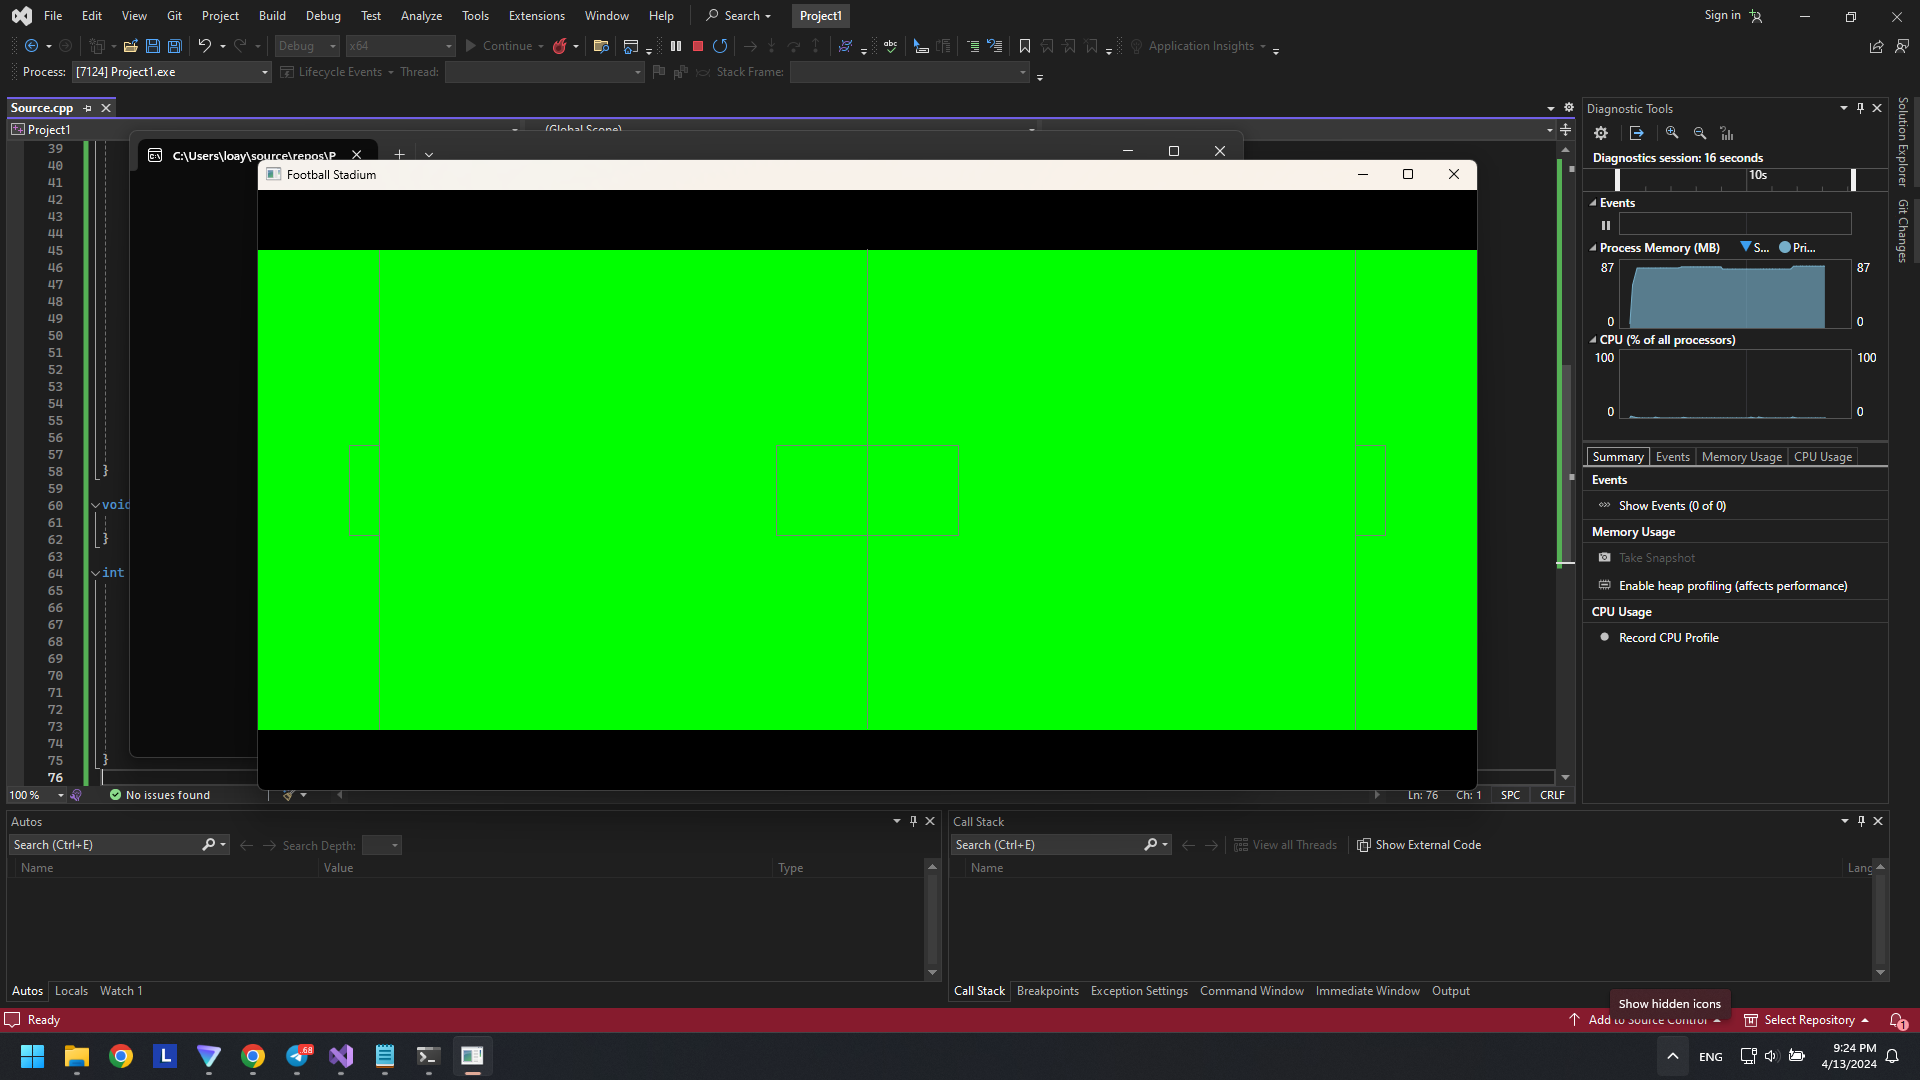 File Edit View Git Project Build Debug Test Analyze Tools Extensions Window Help Search Project1 Sign in
Debug x64 Continue Application Insights
Process: [7124] Project1.exe Lifecycle Events Thread: Stack Frame:
Source.cpp
Project1 (Global Scope)
C:\Users\loay\source\repos\P
Football Stadium
39
40
41
42
43
44
45
46
47
48
49
50
51
52
53
54
55
56
57
58 }
59
60 void
61
62 }
63
64 int
65
66
67
68
69
70
71
72
73
74
75 }
76
100 % No issues found Ln: 76 Ch: 1 SPC CRLF
Diagnostic Tools
Diagnostics session: 16 seconds
10s
Events
Process Memory (MB) S... Pri...
87 87
0 0
CPU (% of all processors)
100 100
0 0
Summary Events Memory Usage CPU Usage
Events
Show Events (0 of 0)
Memory Usage
Take Snapshot
Enable heap profiling (affects performance)
CPU Usage
Record CPU Profile
Solution Explorer
Git Changes
Autos
Search (Ctrl+E) Search Depth:
Name Value Type
Autos Locals Watch 1
Call Stack
Search (Ctrl+E) View all Threads Show External Code
Name Lang
Call Stack Breakpoints Exception Settings Command Window Immediate Window Output
Show hidden icons
Ready Add to Source Control Select Repository 1
L .68 ENG 9:24 PM
4/13/2024